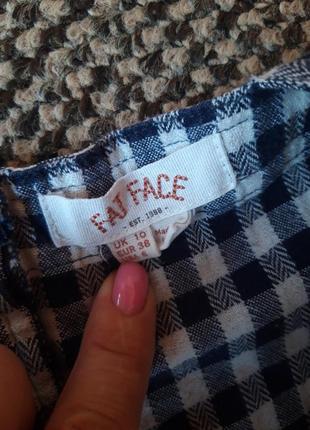 FAT FACE
- EST. 1988 -
UK 10
EUR 38